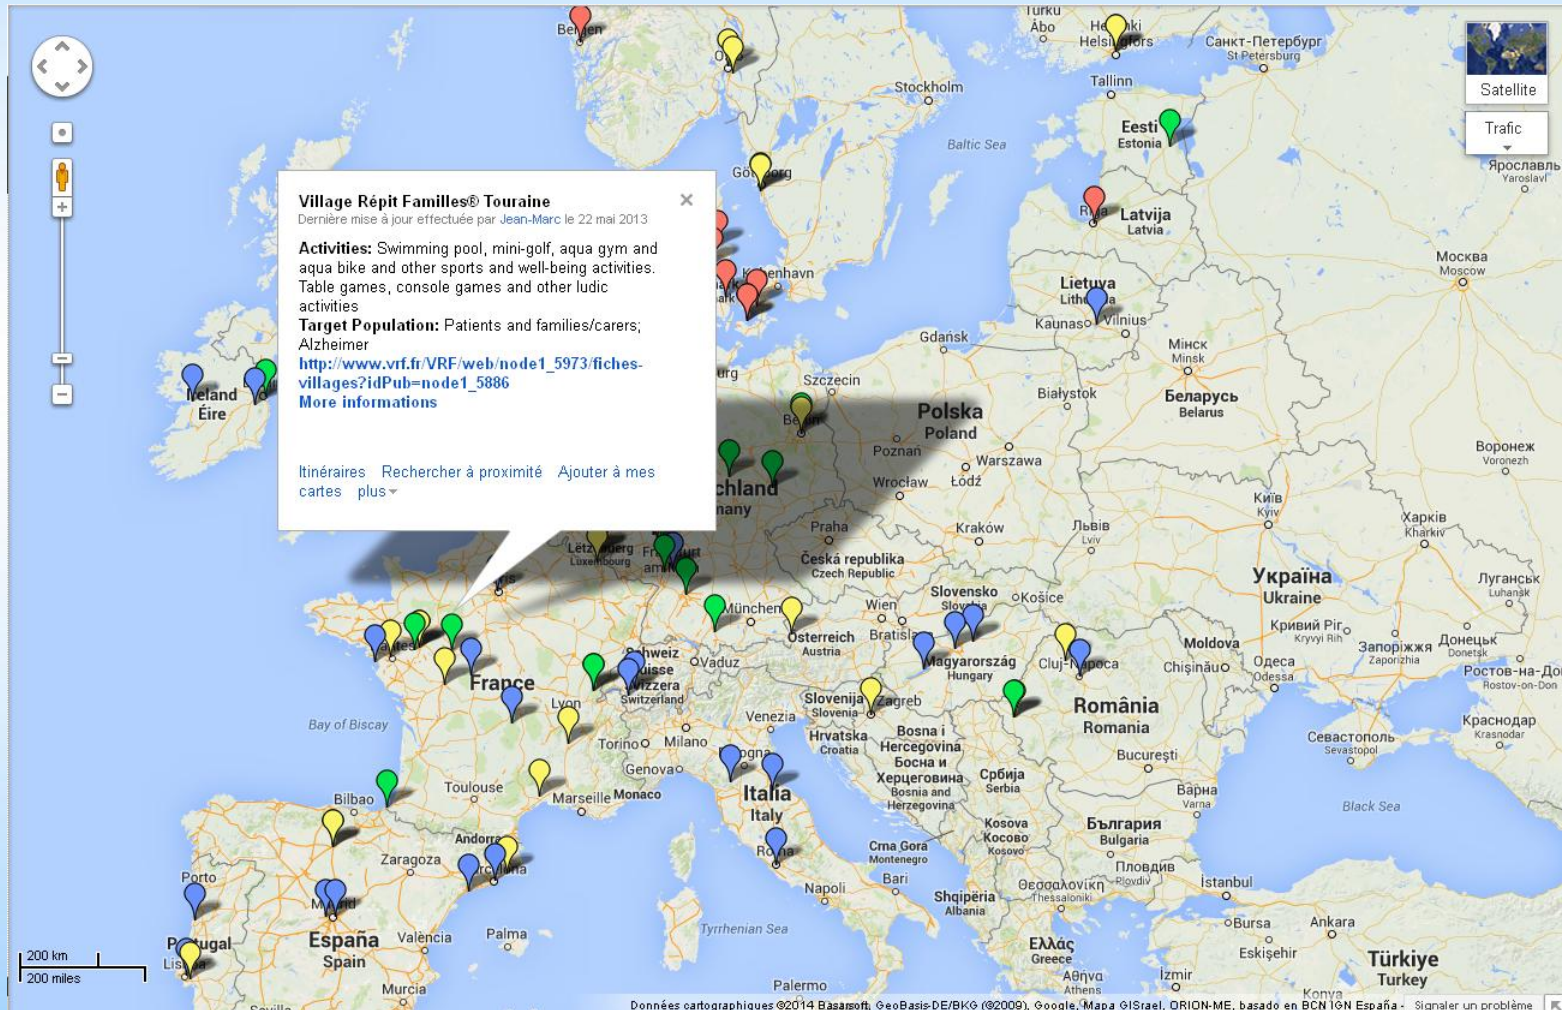 Bergen
Turku
Åbo
Helsingfors
Санкт-Петербург
St Petersburg
Satellite
Tallinn
Stockholm
Trafic
Eesti
Estonia
Baltic Sea
Ярославль
Yaroslavl
Göteborg
Village Répit Familles® Touraine
Dernière mise à jour effectuée par Jean-Marc le 22 mai 2013
Activities: Swimming pool, mini-golf, aqua gym and
aqua bike and other sports and well-being activities.
Table games, console games and other ludic
activities
Target Population: Patients and families/carers;
Alzheimer
http://www.vrf.fr/VRF/web/node1_5973/fiches-
villages?idPub=node1_5886
More informations
Itinéraires Rechercher à proximité Ajouter à mes
cartes plus
Latvija
Latvia
Москва
Moscow
Lietuva
Kaunas
Vilnius
Gdańsk
Мінск
Minsk
Szczecin
Białystok
Беларусь
Belarus
Ireland
Éire
Polska
Poland
Poznań
Warszawa
Воронеж
Voronezh
Wrocław
Łódź
Київ
Kyiv
Харків
Kharkiv
Praha
Kraków
Львів
Lviv
Luxembourg
Česká republika
Czech Republic
Україна
Ukraine
Луганськ
Luhansk
Slovensko
Košice
München
Wien
Кривий Ріг
Kryvyi Rih
Донецьк
Donetsk
Запоріжжя
Zaporizhia
Österreich
Austria
Moldova
Chişinău
Одеса
Odessa
Ростов-на-До
Rostov-on-Don
Vaduz
Magyarország
Hungary
Cluj-Napoca
France
Switzerland
Lyon
Slovenija
Slovenia
Zagreb
România
Romania
Bay of Biscay
Venezia
Torino
Milano
Hrvatska
Croatia
Bosna i
Hercegovina
Босна и
Херцеговина
Bosnia and
Herzegovina
Краснодар
Krasnodar
Севастополь
Sevastopol
Bucureşti
Genova
Србија
Serbia
Toulouse
Bilbao
Marseille
Monaco
Italia
Italy
Варна
Varna
Black Sea
Kosova
Косово
Kosovo
България
Bulgaria
Andorra
Zaragoza
Crna Gora
Montenegro
Пловдив
Plovdiv
Porto
Napoli
Bari
Θεσσαλονίκη
Thessaloniki
İstanbul
Shqipëria
Albania
Tyrrhenian Sea
Bursa
Ankara
España
Spain
València
Palma
Ελλάς
Greece
Eskişehir
Türkiye
Turkey
200 km
200 miles
Αθήνα
Athens
İzmir
Murcia
Palermo
Konya
Données cartographiques ©2014 Basarsoft, GeoBasis-DE/BKG (©2009), Google, Mapa GISrael, ORION-ME, basado en BCN IGN España - Signaler un problème